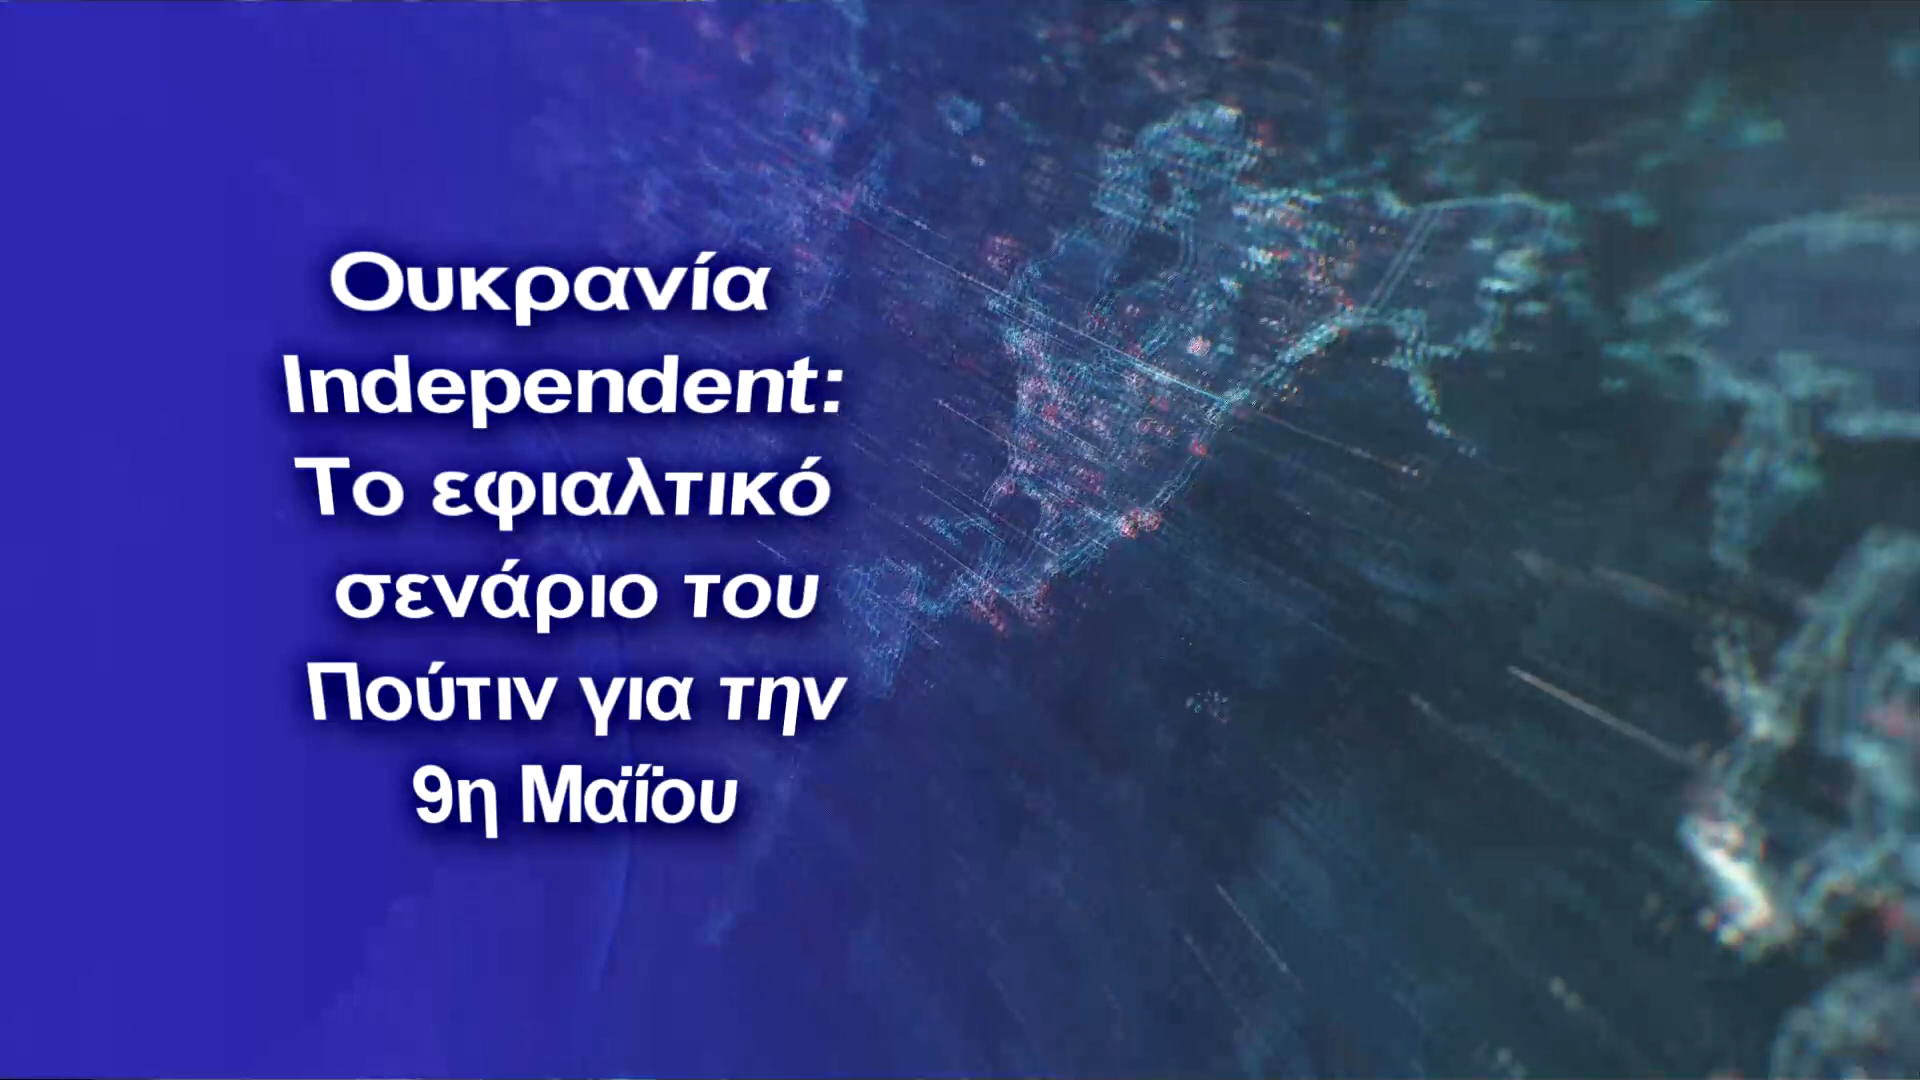 Ουκρανία
Independent:
Το εφιαλτικό
σενάριο του
Πούτιν για την
9η Μαΐΐου